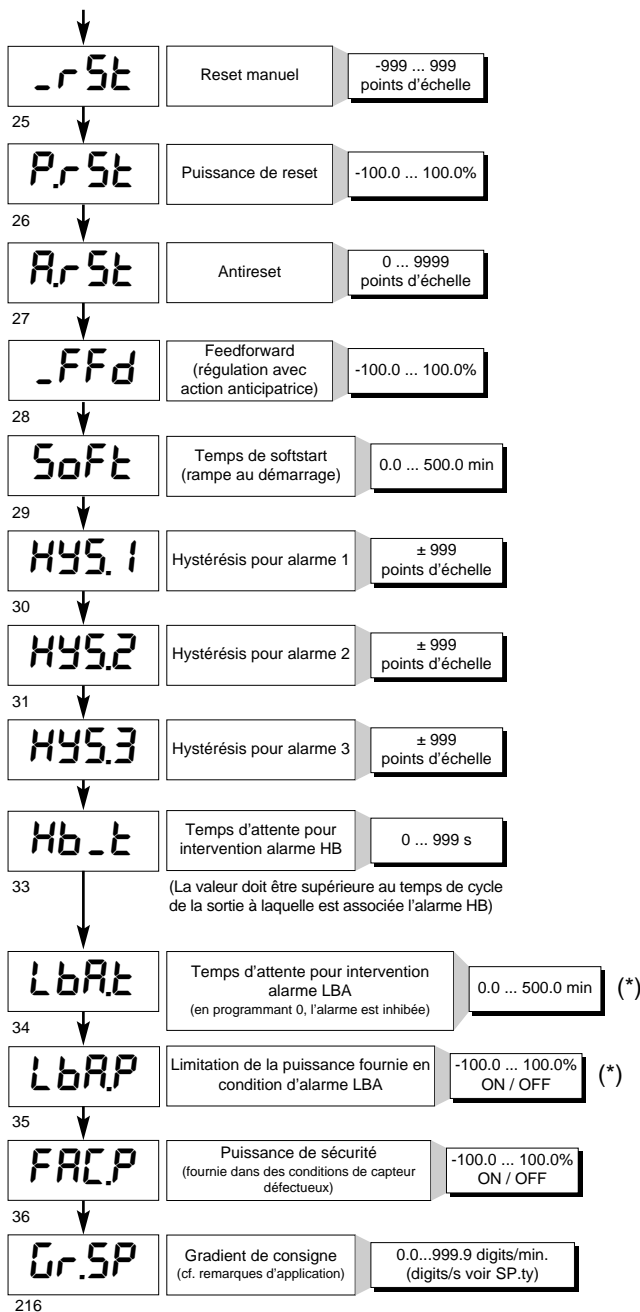 _rSt
Reset manuel
-999 ... 999
points d'échelle
25
P.rSt
Puissance de reset
-100.0 ... 100.0%
26
A.rSt
Antireset
0 ... 9999
points d'échelle
27
_FFd
Feedforward
(régulation avec
action anticipatrice)
-100.0 ... 100.0%
28
SoFt
Temps de softstart
(rampe au démarrage)
0.0 ... 500.0 min
29
HYS.1
Hystérésis pour alarme 1
± 999
points d'échelle
30
HYS.2
Hystérésis pour alarme 2
± 999
points d'échelle
31
HYS.3
Hystérésis pour alarme 3
± 999
points d'échelle
Hb_t
Temps d'attente pour
intervention alarme HB
0 ... 999 s
33
(La valeur doit être supérieure au temps de cycle
de la sortie à laquelle est associée l'alarme HB)
LbA.t
Temps d'attente pour intervention
alarme LBA
(en programmant 0, l'alarme est inhibée)
0.0 ... 500.0 min
(*)
34
LbA.P
Limitation de la puissance fournie en
condition d'alarme LBA
-100.0 ... 100.0%
ON / OFF
(*)
35
FAC.P
Puissance de sécurité
(fournie dans des conditions de capteur
défectueux)
-100.0 ... 100.0%
ON / OFF
36
Gr.SP
Gradient de consigne
(cf. remarques d'application)
0.0...999.9 digits/min.
(digits/s voir SP.ty)
216